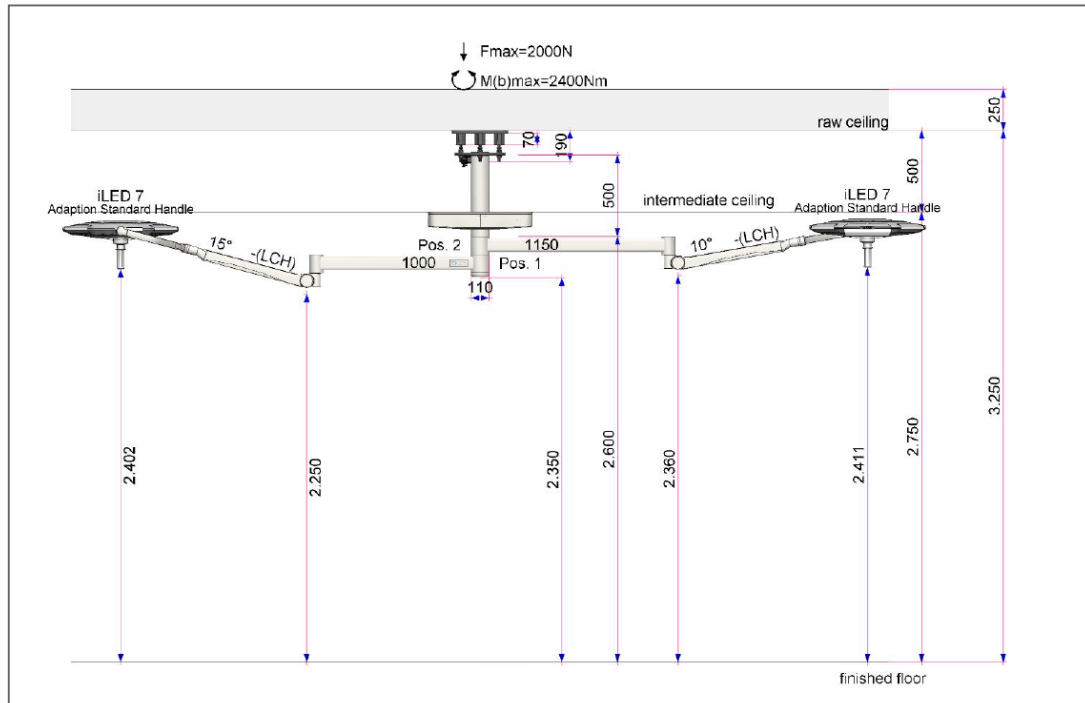 Fmax=2000N
M(b)max=2400Nm
250
raw ceiling
70
190
500
500
iLED 7
Adaption Standard Handle
intermediate ceiling
iLED 7
Adaption Standard Handle
15°
-(LCH)
Pos. 2
1150
10°
-(LCH)
1000
Pos. 1
110
2.402
2.250
2.350
2.600
2.360
2.411
2.750
3.250
finished floor